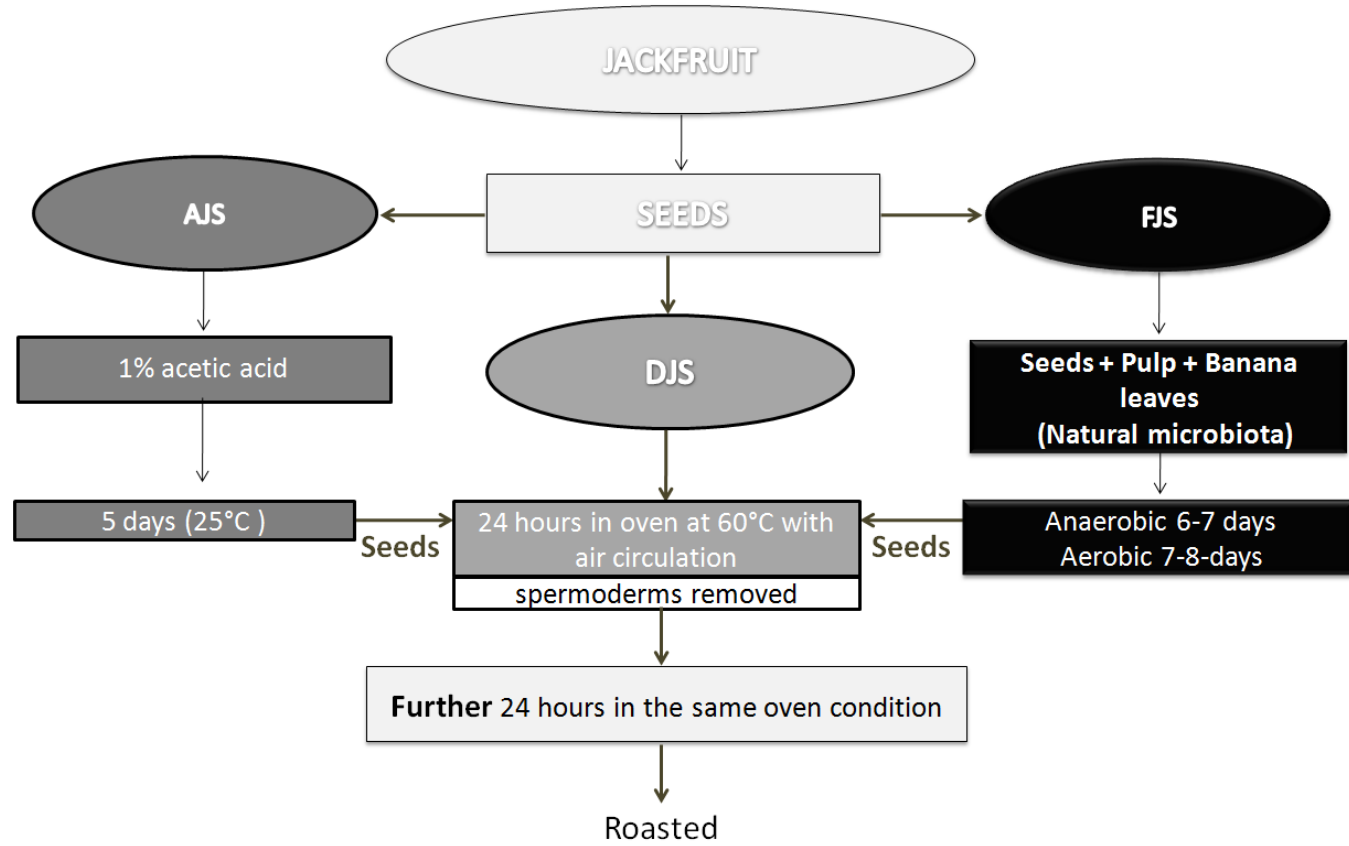 JACKFRUIT
AJS
SEEDS
FJS
1% acetic acid
DJS
Seeds + Pulp + Banana
leaves
(Natural microbiota)
5 days (25°C )
Seeds
24 hours in oven at 60°C with
air circulation
spermoderms removed
Seeds
Anaerobic 6-7 days
Aerobic 7-8-days
Further 24 hours in the same oven condition
Roasted